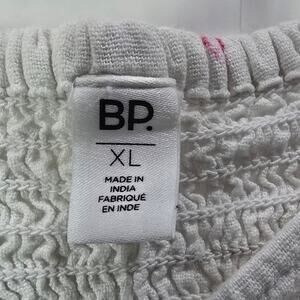 BP.
XL
MADE IN
INDIA
FABRIQUÉ
EN INDE